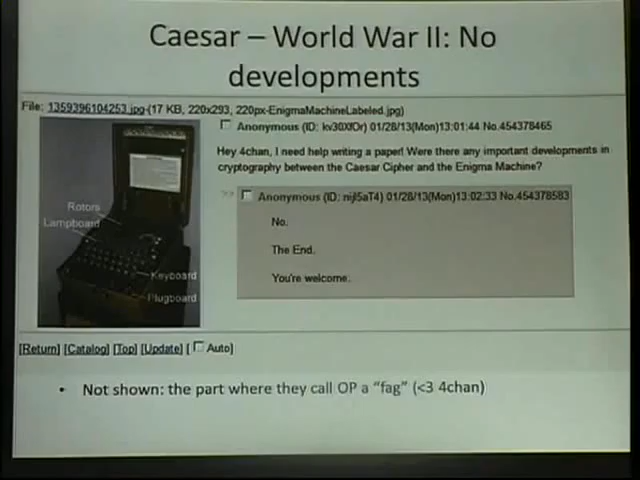 Caesar – World War II: No
developments
File: 1359396104253.jpg-(17 KB, 220x293, 220px-EnigmaMachineLabeled.jpg)
Anonymous (ID: kv30XfOr) 01/28/13(Mon)13:01:44 No.454378465
Hey 4chan, I need help writing a paper! Were there any important developments in
cryptography between the Caesar Cipher and the Enigma Machine?
>> Anonymous (ID: nijl5aT4) 01/28/13(Mon)13:02:33 No.454378583
No.
The End.
You're welcome.
Rotors
Lampboard
Keyboard
Plugboard
[Return] [Catalog] [Top] [Update] [ Auto]
• Not shown: the part where they call OP a "fag" (<3 4chan)